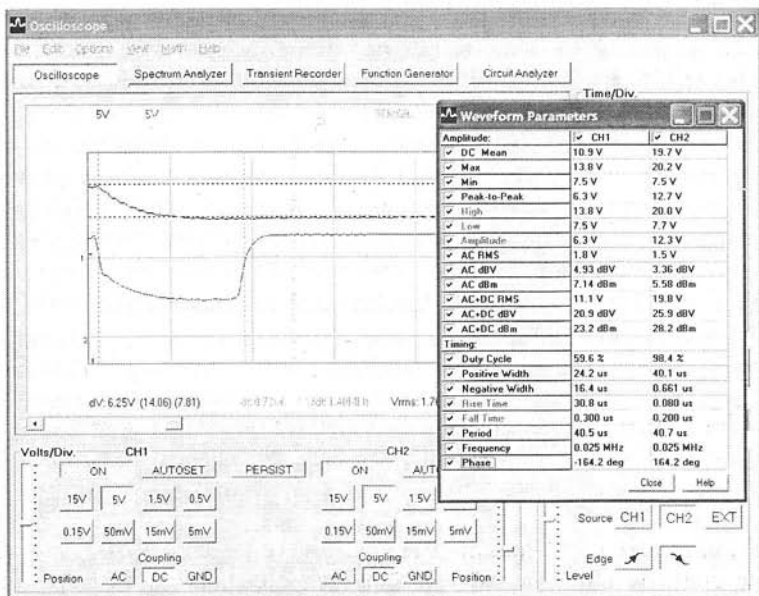 Oscilloscope
File Edit Options View Math Help
Oscilloscope Spectrum Analyzer Transient Recorder Function Generator Circuit Analyzer
Time/Div.
5V 5V
Waveform Parameters
Amplitude: CH1 CH2
DC Mean 10.9 V 19.7 V
Max 13.8 V 20.2 V
Min 7.5 V 7.5 V
Peak-to-Peak 6.3 V 12.7 V
High 13.8 V 20.0 V
Low 7.5 V 7.7 V
Amplitude 6.3 V 12.3 V
AC RMS 1.8 V 1.5 V
AC dBV 4.93 dBV 3.36 dBV
AC dBm 7.14 dBm 5.58 dBm
AC+DC RMS 11.1 V 19.8 V
AC+DC dBV 20.9 dBV 25.9 dBV
AC+DC dBm 23.2 dBm 28.2 dBm
Timing:
Duty Cycle 59.6 % 98.4 %
Positive Width 24.2 us 40.1 us
Negative Width 16.4 us 0.661 us
Rise Time 30.8 us 0.080 us
Fall Time 0.300 us 0.200 us
Period 40.5 us 40.7 us
Frequency 0.025 MHz 0.025 MHz
Phase -164.2 deg 164.2 deg
Close Help
1
2
1
dV: 6.25V (14.06) (7.81)
Volts/Div. CH1 CH2
ON AUTOSET PERSIST ON
15V 5V 1.5V 0.5V 15V 5V 1.5V
0.15V 50mV 15mV 5mV 0.15V 50mV 15mV 5mV
Coupling Coupling
Position AC DC GND AC DC GND Position
Source CH1 CH2 EXT
Edge
Level